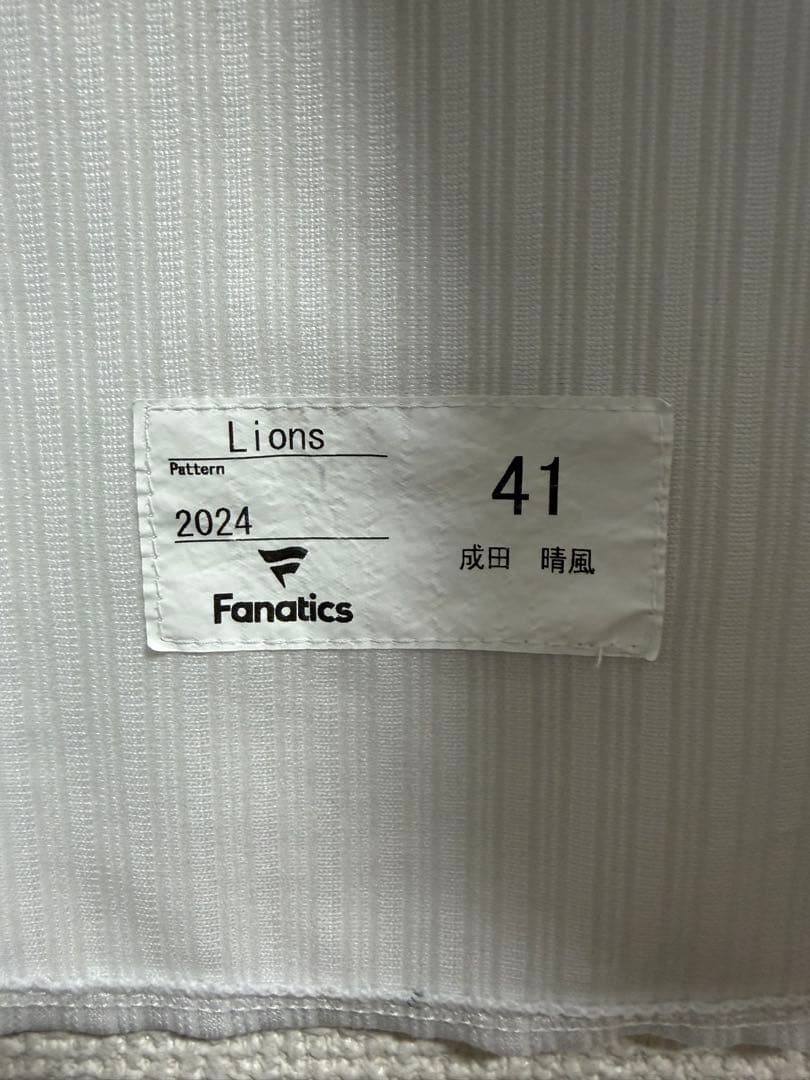 Lions
Pattern
2024
Fanatics
41
成田 晴風